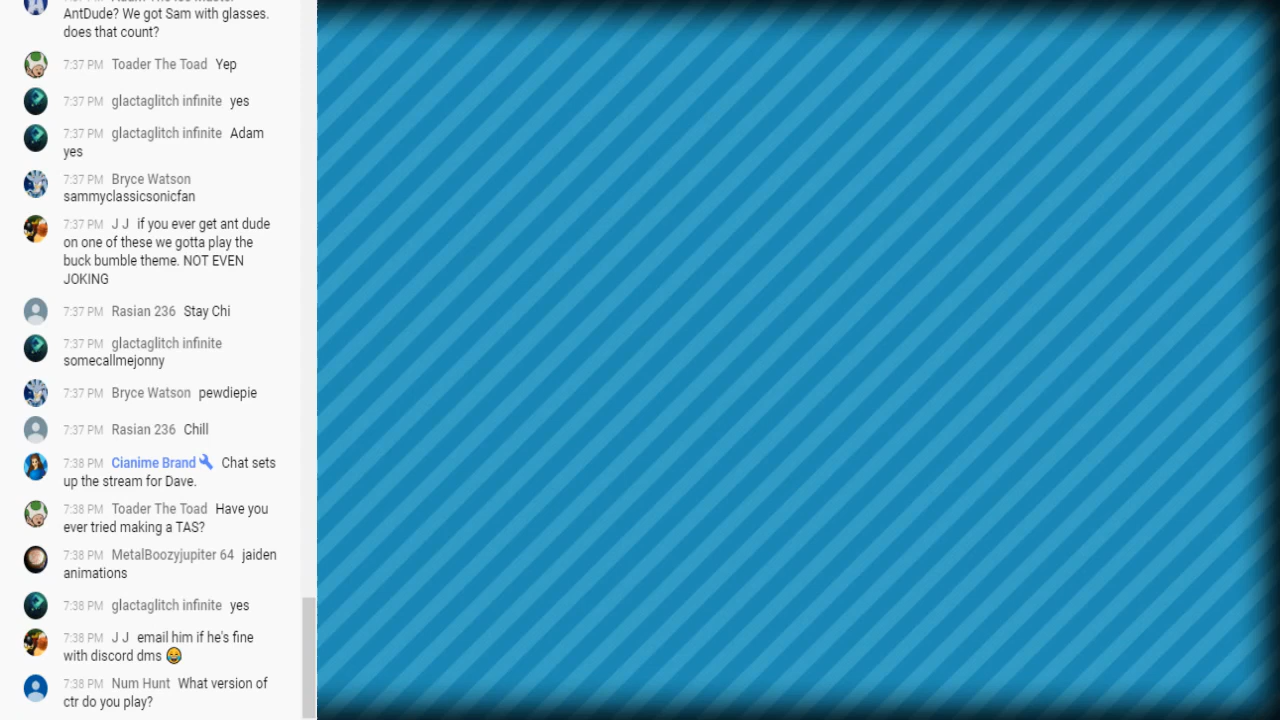 AntDude? We got Sam with glasses.
does that count?
7:37 PM Toader The Toad Yep
7:37 PM glactaglitch infinite yes
7:37 PM glactaglitch infinite Adam
yes
7:37 PM Bryce Watson
sammyclassicsonicfan
7:37 PM J J if you ever get ant dude
on one of these we gotta play the
buck bumble theme. NOT EVEN
JOKING
7:37 PM Rasian 236 Stay Chi
7:37 PM glactaglitch infinite
somecallmejonny
7:37 PM Bryce Watson pewdiepie
7:37 PM Rasian 236 Chill
7:38 PM Cianime Brand Chat sets
up the stream for Dave.
7:38 PM Toader The Toad Have you
ever tried making a TAS?
7:38 PM MetalBoozyjupiter 64 jaiden
animations
7:38 PM glactaglitch infinite yes
7:38 PM J J email him if he's fine
with discord dms 😂
7:38 PM Num Hunt What version of
ctr do you play?